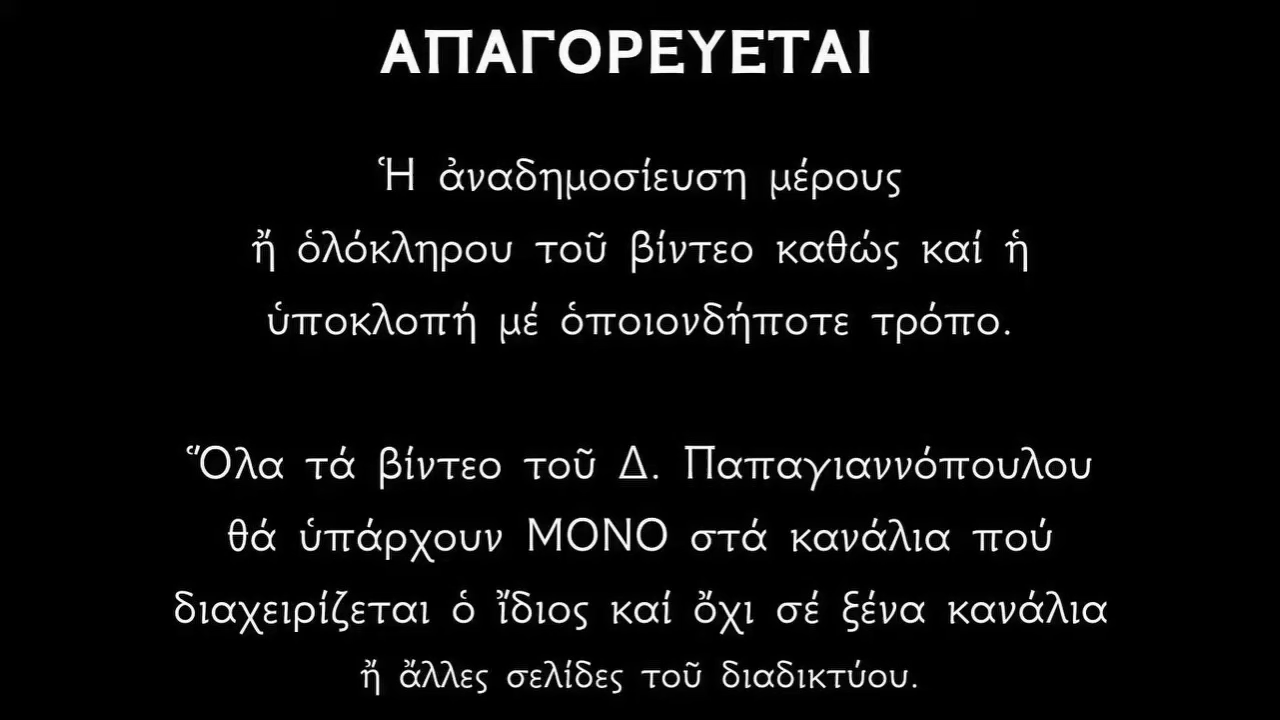 ΑΠΑΓΟΡΕΥΕΤΑΙ
Ἡ ἀναδημοσίευση μέρους
ἤ ὁλόκληρου τοῦ βίντεο καθώς καί ἡ
ὑποκλοπή μέ ὁποιονδήποτε τρόπο.
Ὅλα τά βίντεο τοῦ Δ. Παπαγιαννόπουλου
θά ὑπάρχουν ΜΟΝΟ στά κανάλια πού
διαχειρίζεται ὁ ἴδιος καί ὄχι σέ ξένα κανάλια
ἤ ἄλλες σελίδες τοῦ διαδικτύου.